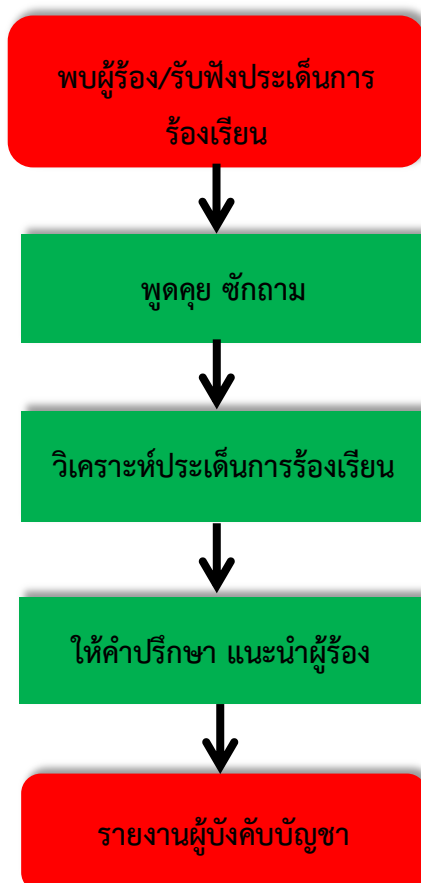 พบผู้ร้อง/รับฟังประเด็นการ
ร้องเรียน
พูดคุย ซักถาม
วิเคราะห์ประเด็นการร้องเรียน
ให้คำปรึกษา แนะนำผู้ร้อง
รายงานผู้บังคับบัญชา